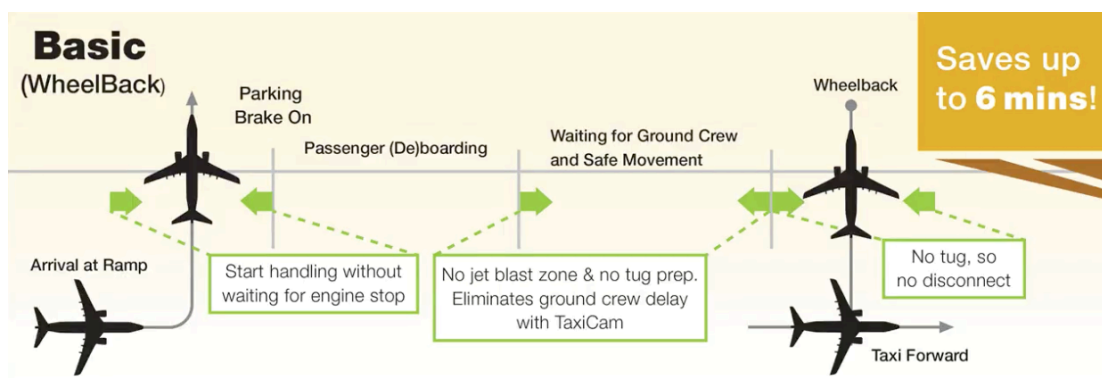 Basic
(WheelBack)
Parking
Brake On
Passenger (De)boarding
Waiting for Ground Crew
and Safe Movement
Wheelback
Saves up
to 6 mins!
Arrival at Ramp
Start handling without
waiting for engine stop
No jet blast zone & no tug prep.
Eliminates ground crew delay
with TaxiCam
No tug, so
no disconnect
Taxi Forward